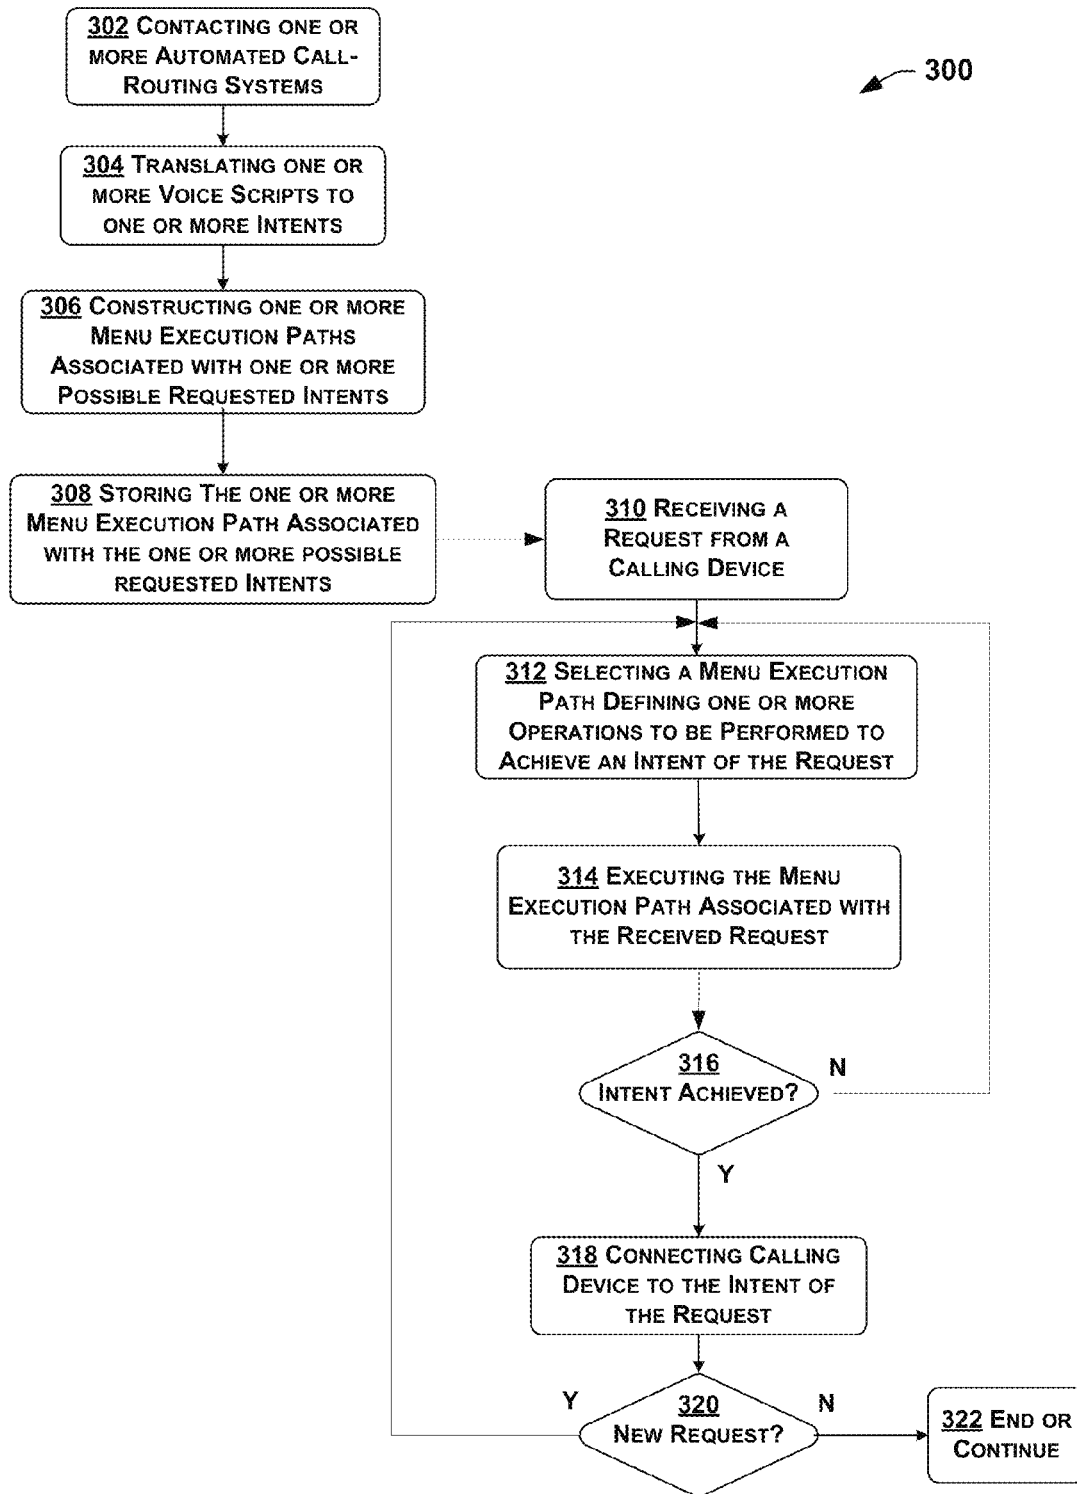 302 CONTACTING ONE OR
MORE AUTOMATED CALL-
ROUTING SYSTEMS
300
304 TRANSLATING ONE OR
MORE VOICE SCRIPTS TO
ONE OR MORE INTENTS
306 CONSTRUCTING ONE OR MORE
MENU EXECUTION PATHS
ASSOCIATED WITH ONE OR MORE
POSSIBLE REQUESTED INTENTS
308 STORING THE ONE OR MORE
MENU EXECUTION PATH ASSOCIATED
WITH THE ONE OR MORE POSSIBLE
REQUESTED INTENTS
310 RECEIVING A
REQUEST FROM A
CALLING DEVICE
312 SELECTING A MENU EXECUTION
PATH DEFINING ONE OR MORE
OPERATIONS TO BE PERFORMED TO
ACHIEVE AN INTENT OF THE REQUEST
314 EXECUTING THE MENU
EXECUTION PATH ASSOCIATED WITH
THE RECEIVED REQUEST
316
INTENT ACHIEVED?
N
Y
318 CONNECTING CALLING
DEVICE TO THE INTENT OF
THE REQUEST
Y
320
NEW REQUEST?
N
322 END OR
CONTINUE